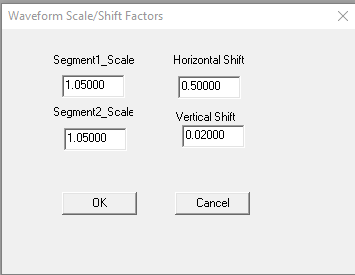 Waveform Scale/Shift Factors
Segment1_Scale
Horizontal Shift
1.05000
0.50000
Segment2_Scale
Vertical Shift
1.05000
0.02000
OK
Cancel